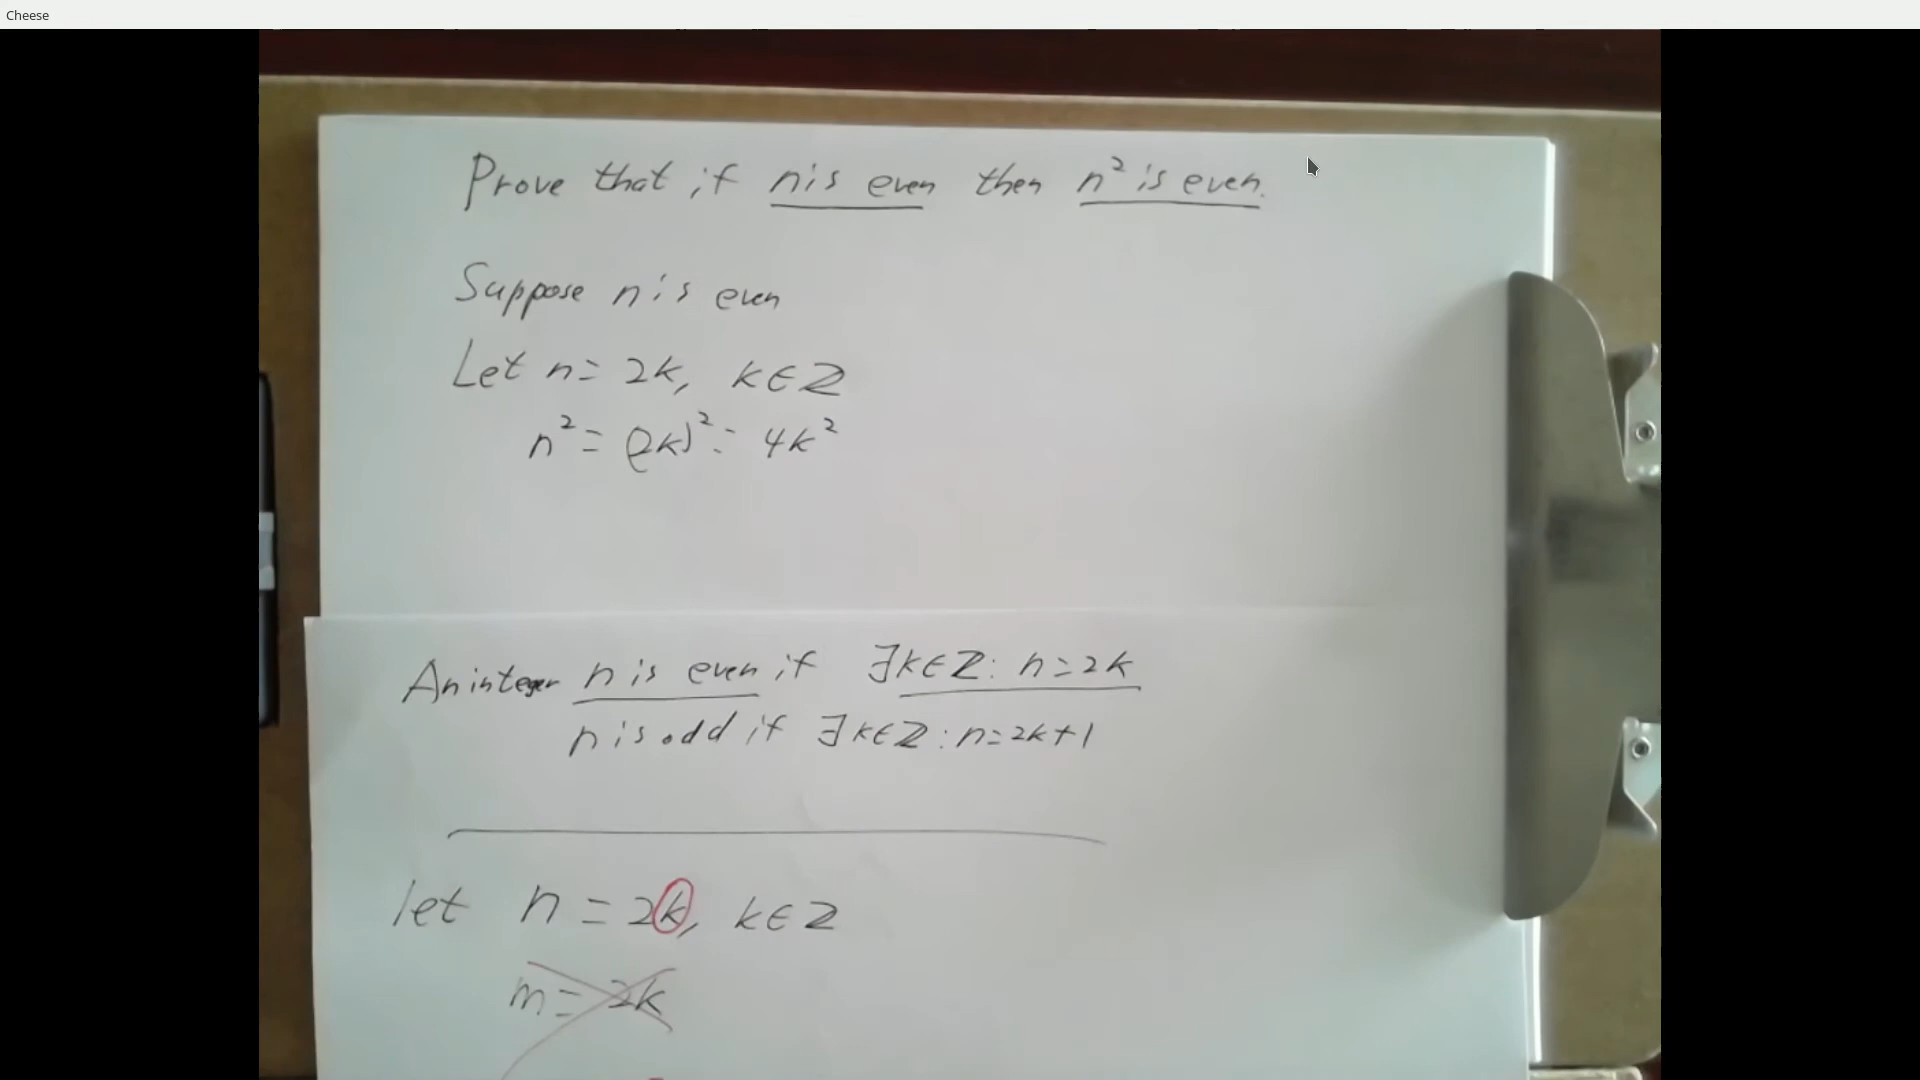 Cheese
Prove that if n is even then n² is even.
Suppose n is even
Let n = 2k, k∈ℤ
n² = (2k)² = 4k²
An integer n is even if ∃k∈ℤ: n=2k
n is odd if ∃k∈ℤ: n=2k+1
let n = 2k, k∈ℤ
m = 2k